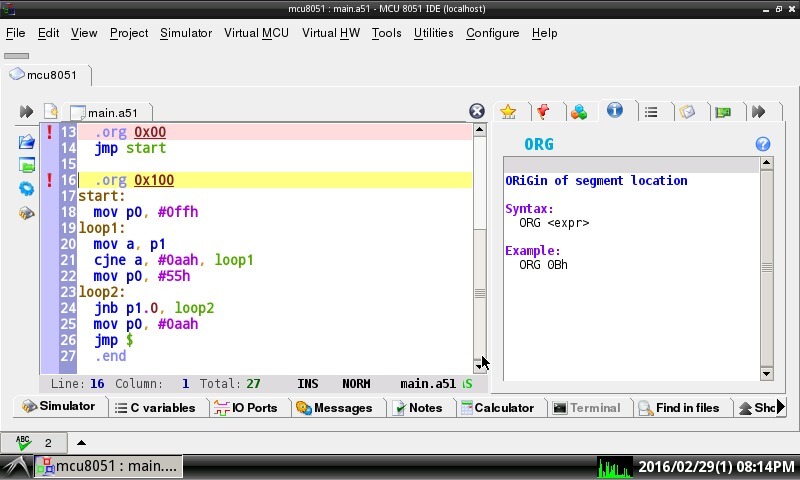 mcu8051 : main.a51 - MCU 8051 IDE (localhost)
File Edit View Project Simulator Virtual MCU Virtual HW Tools Utilities Configure Help
mcu8051
main.a51
! 13 .org 0x00
14 jmp start
15
! 16 .org 0x100
17 start:
18 mov p0, #0ffh
19 loop1:
20 mov a, p1
21 cjne a, #0aah, loop1
22 mov p0, #55h
23 loop2:
24 jnb p1.0, loop2
25 mov p0, #0aah
26 jmp $
27 .end
Line: 16 Column: 1 Total: 27 INS NORM main.a51
ORG
ORiGin of segment location
Syntax:
ORG <expr>
Example:
ORG 0Bh
Simulator C variables IO Ports Messages Notes Calculator Terminal Find in files
ABC 2
mcu8051 : main.... 2016/02/29(1) 08:14PM